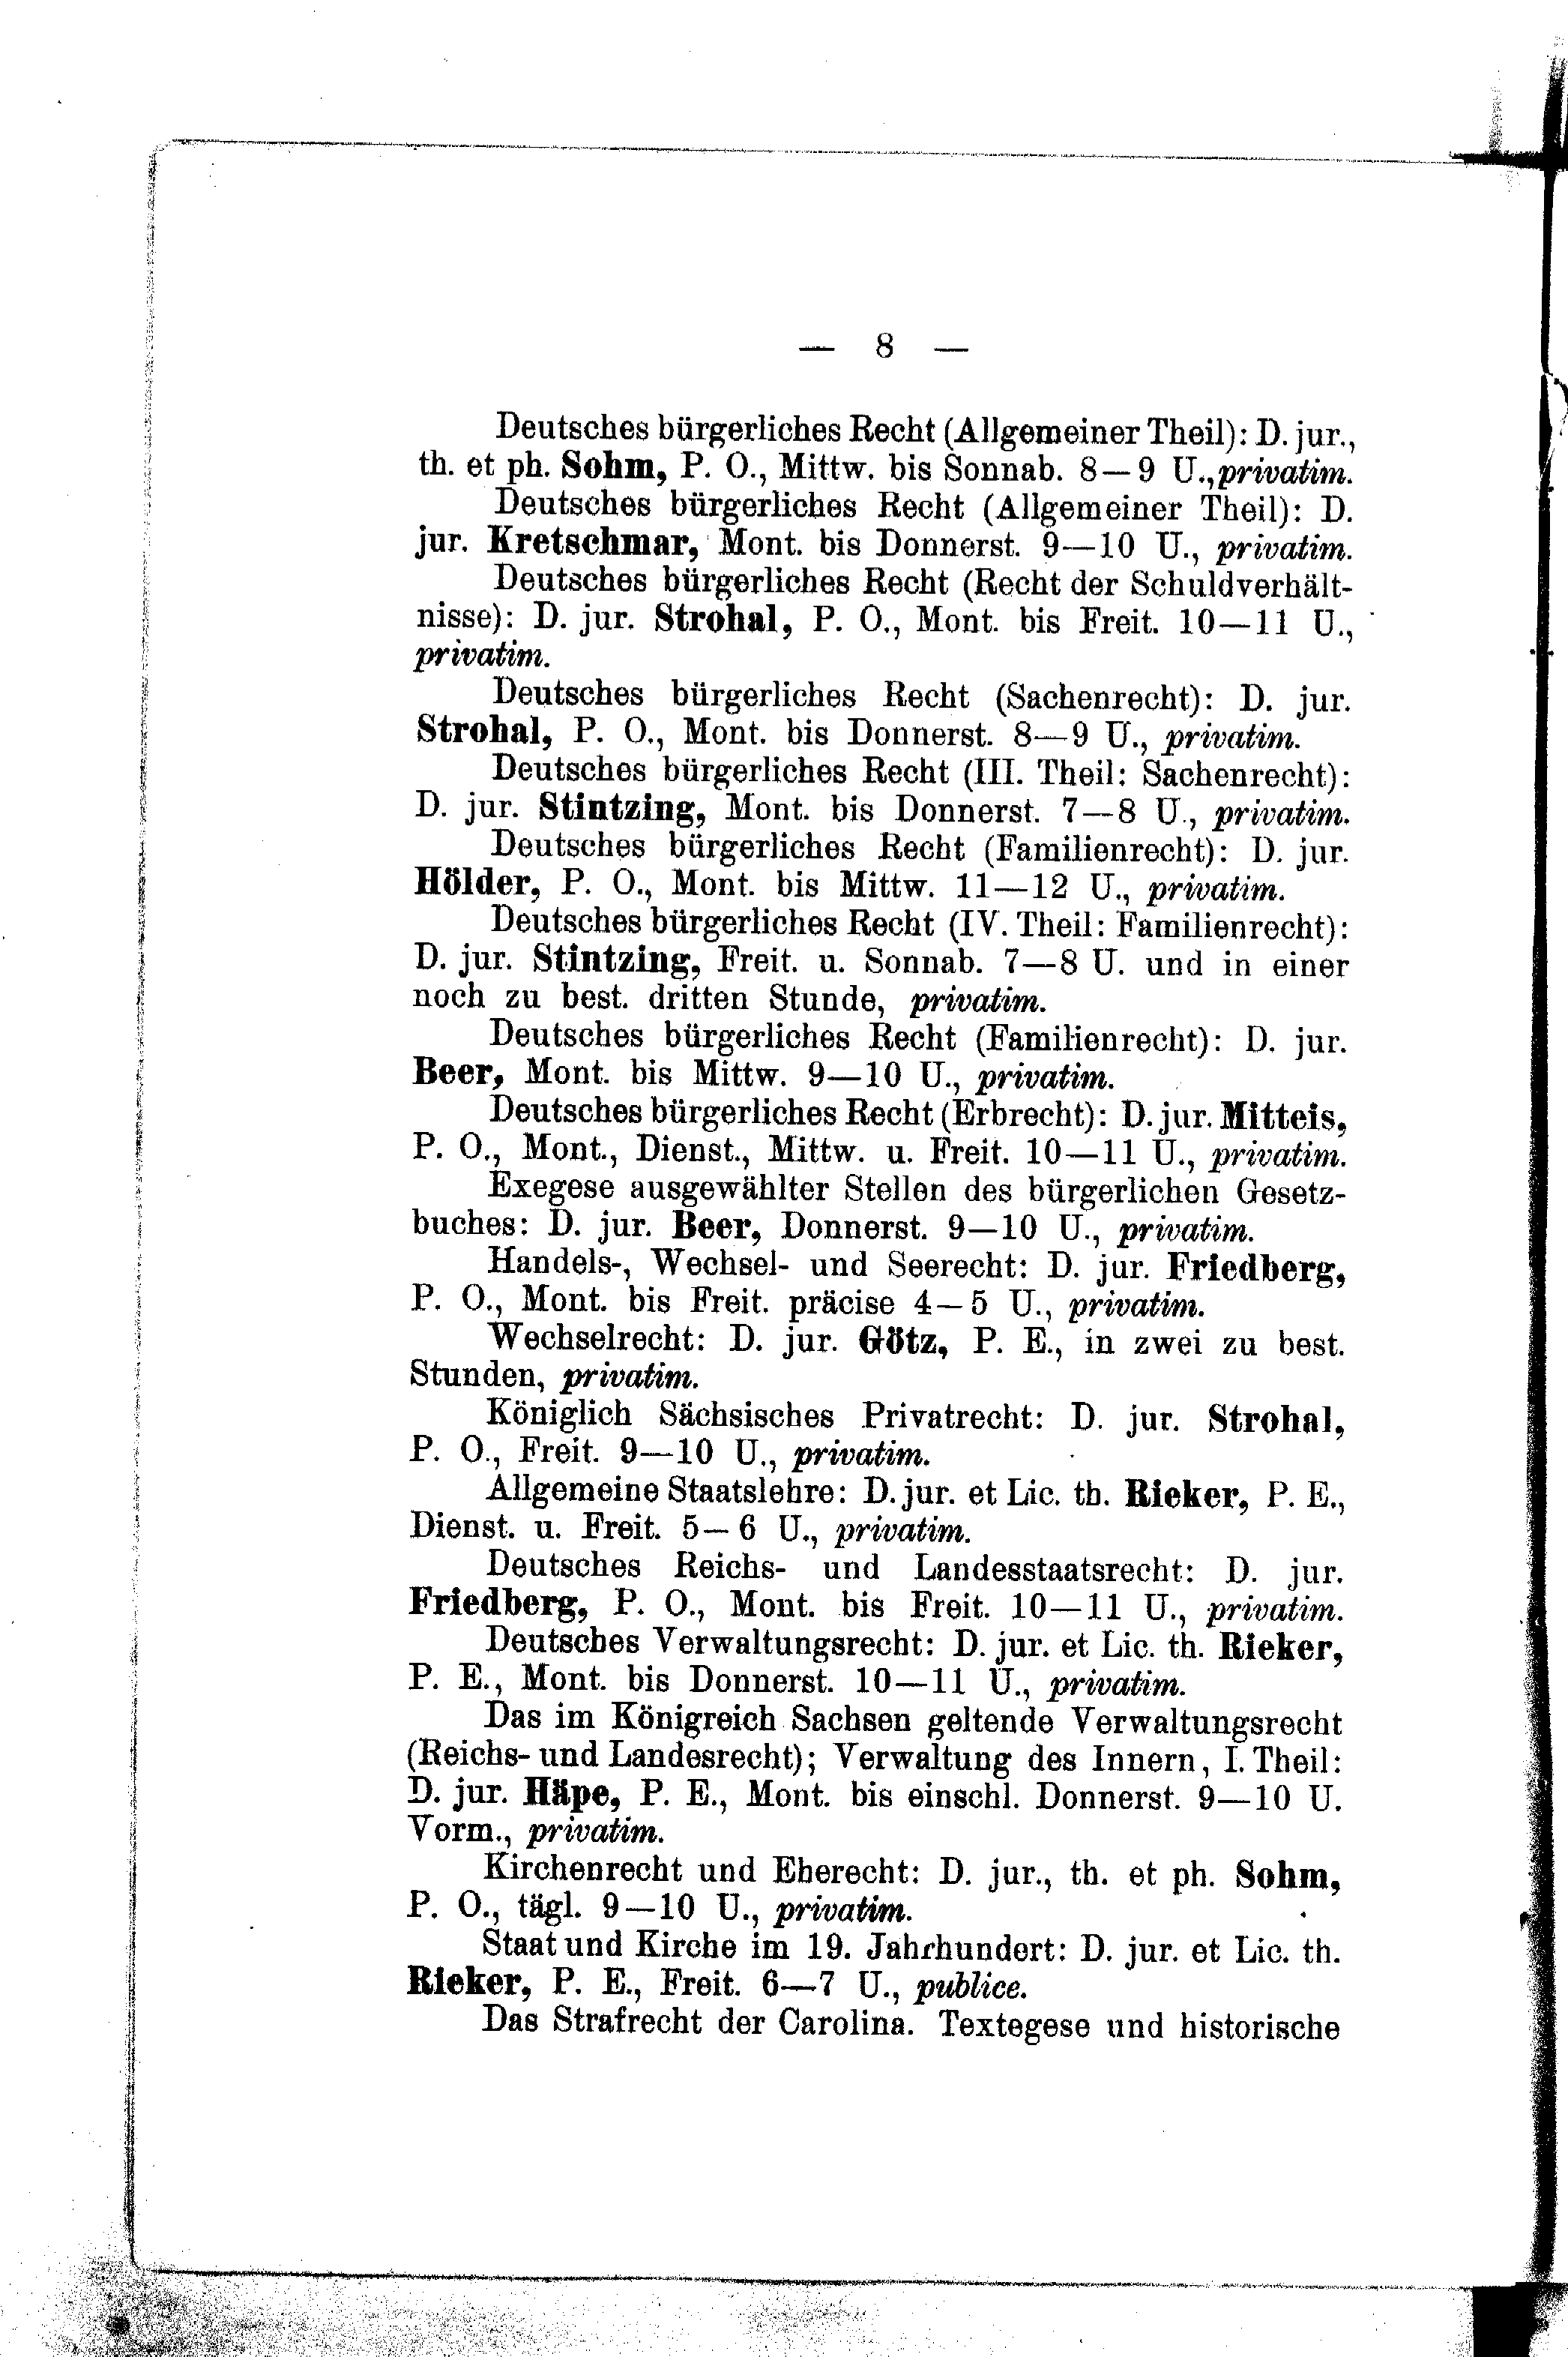 — 8 —
Deutsches bürgerliches Recht (Allgemeiner Theil): D. jur.,
th. et ph. Sohm, P. O., Mittw. bis Sonnab. 8—9 U., privatim.
Deutsches bürgerliches Recht (Allgemeiner Theil): D.
jur. Kretschmar, Mont. bis Donnerst. 9—10 U., privatim.
Deutsches bürgerliches Recht (Recht der Schuldverhält-
nisse): D. jur. Strohal, P. O., Mont. bis Freit. 10—11 U.,
privatim.
Deutsches bürgerliches Recht (Sachenrecht): D. jur.
Strohal, P. O., Mont. bis Donnerst. 8—9 U., privatim.
Deutsches bürgerliches Recht (III. Theil: Sachenrecht):
D. jur. Stintzing, Mont. bis Donnerst. 7—8 U., privatim.
Deutsches bürgerliches Recht (Familienrecht): D. jur.
Hölder, P. O., Mont. bis Mittw. 11—12 U., privatim.
Deutsches bürgerliches Recht (IV. Theil: Familienrecht):
D. jur. Stintzing, Freit. u. Sonnab. 7—8 U. und in einer
noch zu best. dritten Stunde, privatim.
Deutsches bürgerliches Recht (Familienrecht): D. jur.
Beer, Mont. bis Mittw. 9—10 U., privatim.
Deutsches bürgerliches Recht (Erbrecht): D. jur. Mitteis,
P. O., Mont., Dienst., Mittw. u. Freit. 10—11 U., privatim.
Exegese ausgewählter Stellen des bürgerlichen Gesetz-
buches: D. jur. Beer, Donnerst. 9—10 U., privatim.
Handels-, Wechsel- und Seerecht: D. jur. Friedberg,
P. O., Mont. bis Freit. präcise 4—5 U., privatim.
Wechselrecht: D. jur. Götz, P. E., in zwei zu best.
Stunden, privatim.
Königlich Sächsisches Privatrecht: D. jur. Strohal,
P. O., Freit. 9—10 U., privatim.
Allgemeine Staatslehre: D. jur. et Lic. th. Rieker, P. E.,
Dienst. u. Freit. 5—6 U., privatim.
Deutsches Reichs- und Landesstaatsrecht: D. jur.
Friedberg, P. O., Mont. bis Freit. 10—11 U., privatim.
Deutsches Verwaltungsrecht: D. jur. et Lic. th. Rieker,
P. E., Mont. bis Donnerst. 10—11 U., privatim.
Das im Königreich Sachsen geltende Verwaltungsrecht
(Reichs- und Landesrecht); Verwaltung des Innern, I. Theil:
D. jur. Häpe, P. E., Mont. bis einschl. Donnerst. 9—10 U.
Vorm., privatim.
Kirchenrecht und Eherecht: D. jur., th. et ph. Sohm,
P. O., tägl. 9—10 U., privatim.
Staat und Kirche im 19. Jahrhundert: D. jur. et Lic. th.
Rieker, P. E., Freit. 6—7 U., publice.
Das Strafrecht der Carolina. Textegese und historische